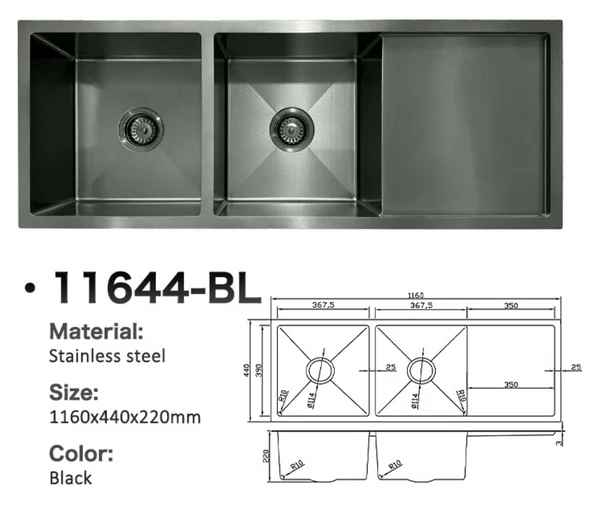 • 11644-BL
Material:
Stainless steel
Size:
1160x440x220mm
Color:
Black
1160
367,5 367,5 350
440
390
25 25
350
R10 Ø114 Ø114 R10
220
R10 R10
3